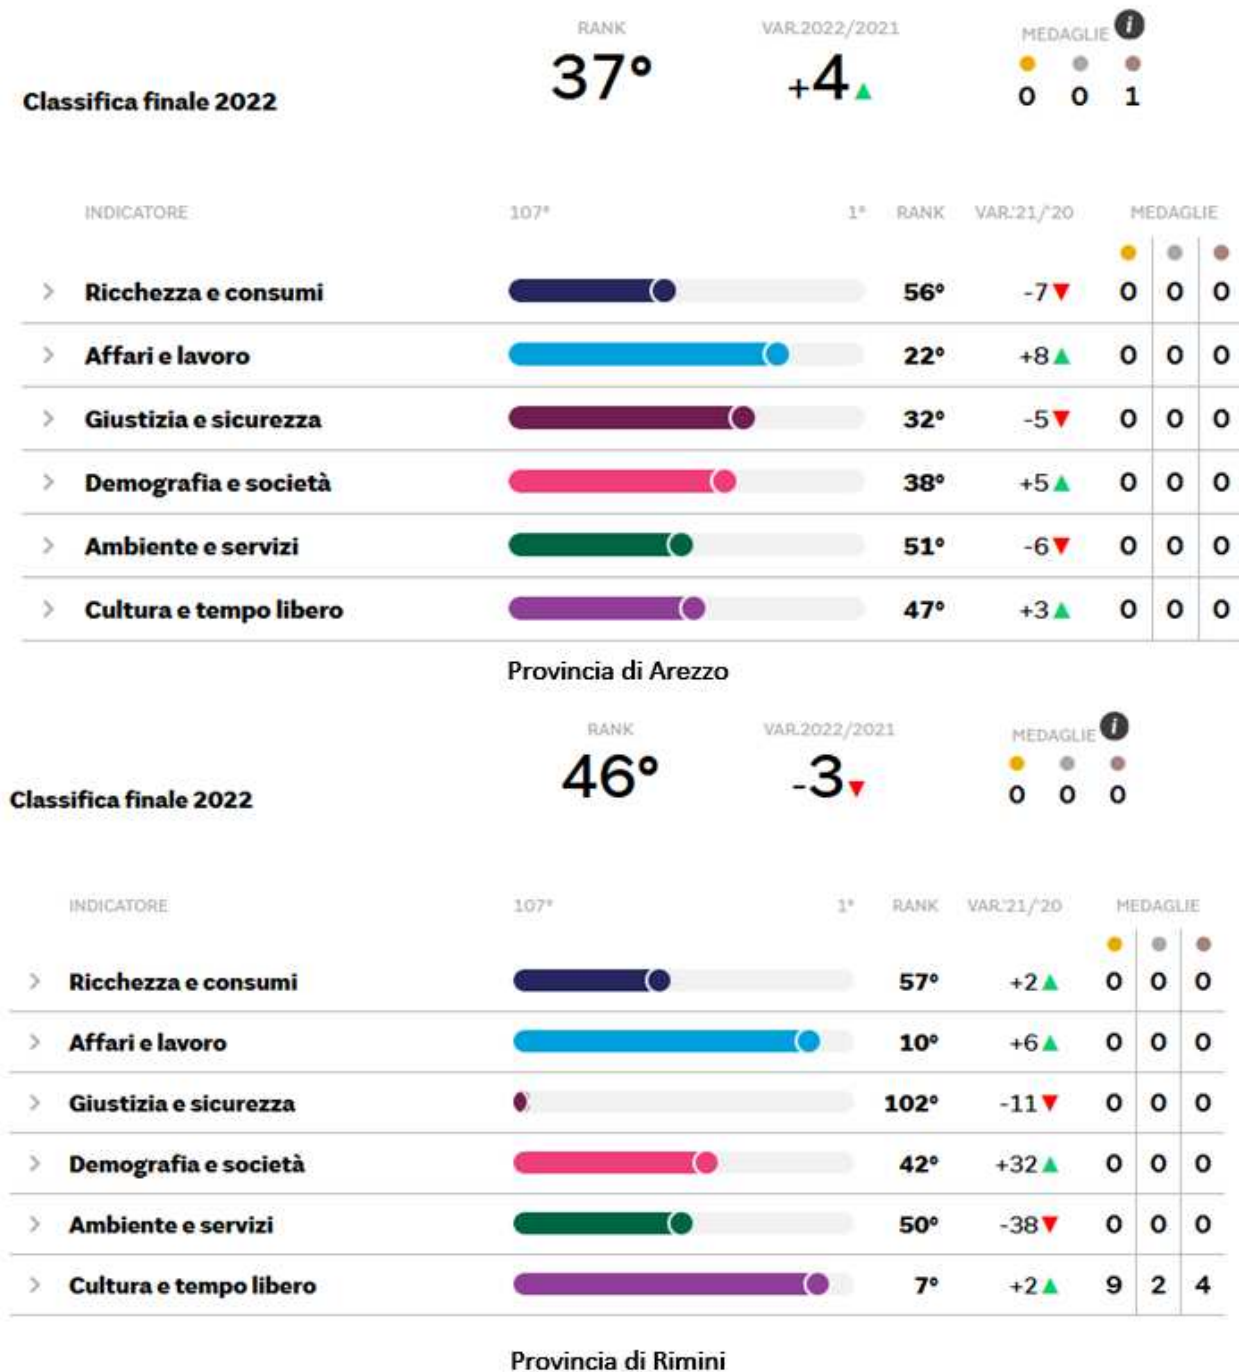 RANK VAR.2022/2021 MEDAGLIE i
Classifica finale 2022 37° +4 0 0 1
INDICATORE 107° 1° RANK VAR.'21/'20 MEDAGLIE
Ricchezza e consumi 56° -7 0 0 0
Affari e lavoro 22° +8 0 0 0
Giustizia e sicurezza 32° -5 0 0 0
Demografia e società 38° +5 0 0 0
Ambiente e servizi 51° -6 0 0 0
Cultura e tempo libero 47° +3 0 0 0
Provincia di Arezzo
RANK VAR.2022/2021 MEDAGLIE i
Classifica finale 2022 46° -3 0 0 0
INDICATORE 107° 1° RANK VAR.'21/'20 MEDAGLIE
Ricchezza e consumi 57° +2 0 0 0
Affari e lavoro 10° +6 0 0 0
Giustizia e sicurezza 102° -11 0 0 0
Demografia e società 42° +32 0 0 0
Ambiente e servizi 50° -38 0 0 0
Cultura e tempo libero 7° +2 9 2 4
Provincia di Rimini